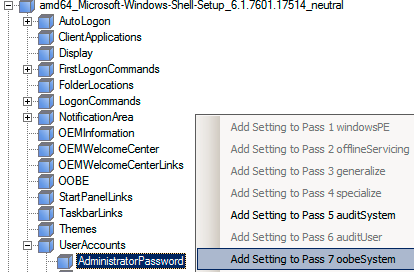 amd64_Microsoft-Windows-Shell-Setup_6.1.7601.17514_neutral
AutoLogon
ClientApplications
Display
FirstLogonCommands
FolderLocations
LogonCommands
NotificationArea
OEMInformation
OEMWelcomeCenter
OEMWelcomeCenterLinks
OOBE
StartPanelLinks
TaskbarLinks
Themes
UserAccounts
AdministratorPassword
Add Setting to Pass 1 windowsPE
Add Setting to Pass 2 offlineServicing
Add Setting to Pass 3 generalize
Add Setting to Pass 4 specialize
Add Setting to Pass 5 auditSystem
Add Setting to Pass 6 auditUser
Add Setting to Pass 7 oobeSystem